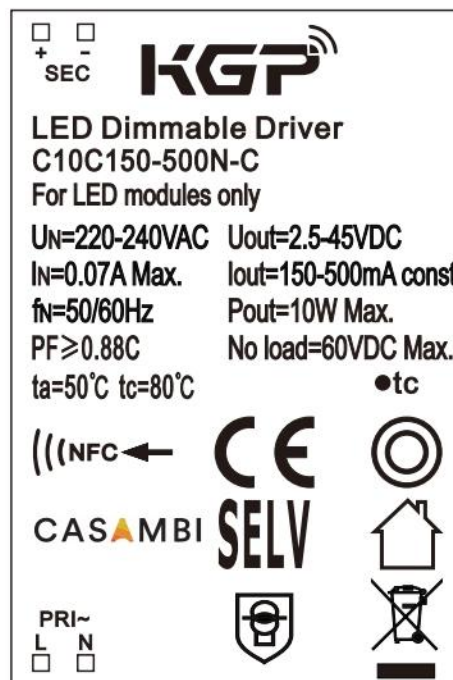 + -
SEC
KGP
LED Dimmable Driver
C10C150-500N-C
For LED modules only
UN=220-240VAC Uout=2.5-45VDC
IN=0.07A Max. Iout=150-500mA const
fN=50/60Hz Pout=10W Max.
PF≥0.88C No load=60VDC Max.
ta=50℃ tc=80℃ ●tc
NFC CE
CASAMBI SELV
PRI~
L N